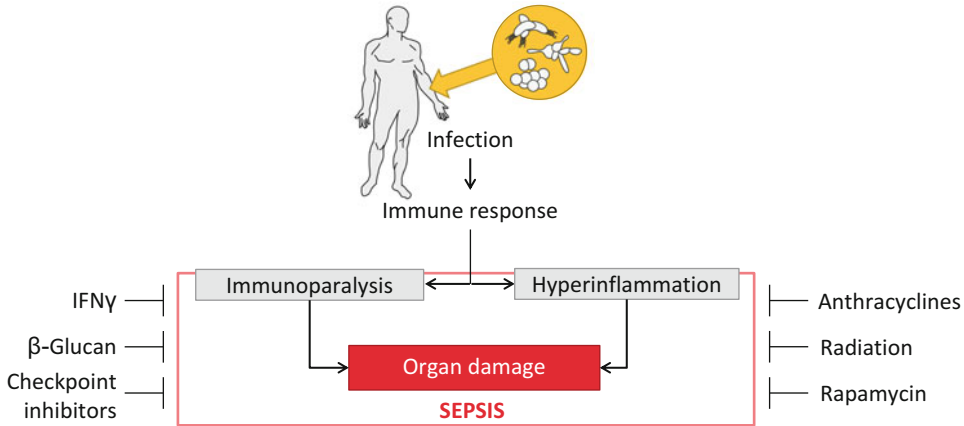 Infection
Immune response
Immunoparalysis
Hyperinflammation
IFNγ
Anthracyclines
β-Glucan
Organ damage
Radiation
Checkpoint
inhibitors
SEPSIS
Rapamycin